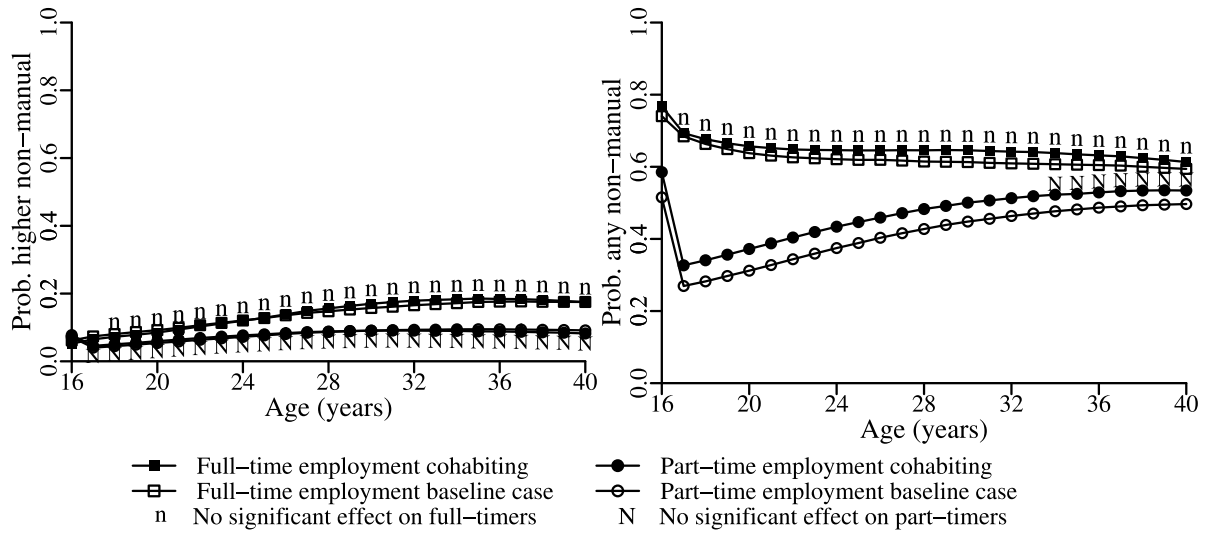 Prob. higher non−manual
1.0
0.8
0.6
0.4
0.2
0.0
n n n n n n n n n n n n n n n n n n n n n n n
N N N N N N N N N N N N N N N N N N N N N N N N
16 20 24 28 32 36 40
Age (years)
Prob. any non−manual
1.0
0.8
0.6
0.4
0.2
0.0
n n n n n n n n n n n n n n n n n n n n n n n n
N N N N N N N
16 20 24 28 32 36 40
Age (years)
Full−time employment cohabiting
Full−time employment baseline case
n No significant effect on full−timers
Part−time employment cohabiting
Part−time employment baseline case
N No significant effect on part−timers